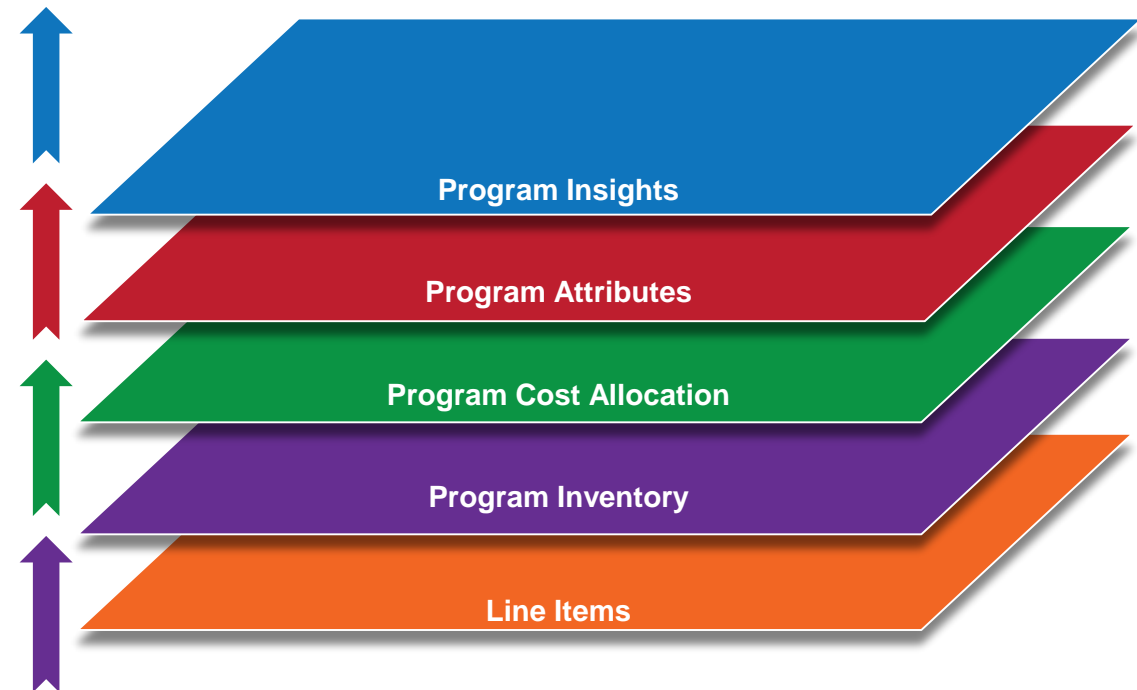 Program Insights
Program Attributes
Program Cost Allocation
Program Inventory
Line Items